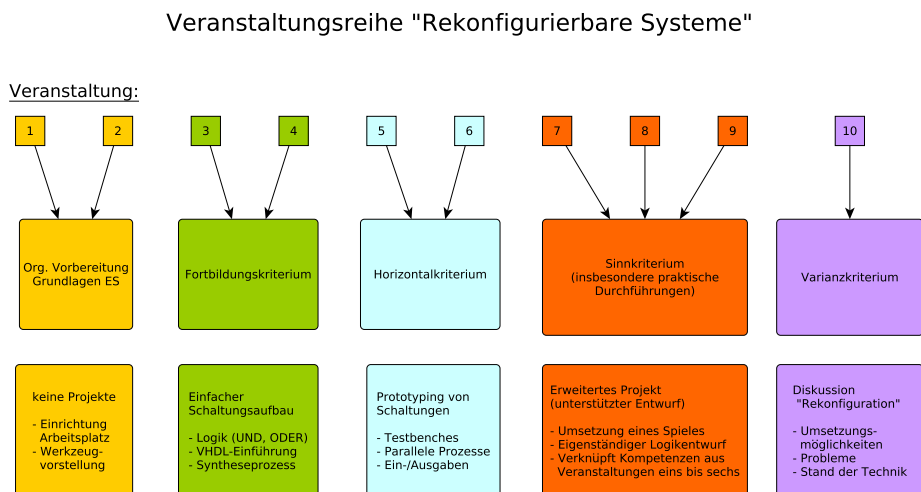 Veranstaltungsreihe "Rekonfigurierbare Systeme"
Veranstaltung:
1
2
3
4
5
6
7
8
9
10
Org. Vorbereitung
Grundlagen ES
Fortbildungskriterium
Horizontalkriterium
Sinnkriterium
(insbesondere praktische
Durchführungen)
Varianzkriterium
keine Projekte
- Einrichtung
Arbeitsplatz
- Werkzeug-
vorstellung
Einfacher
Schaltungsaufbau
- Logik (UND, ODER)
- VHDL-Einführung
- Syntheseprozess
Prototyping von
Schaltungen
- Testbenches
- Parallele Prozesse
- Ein-/Ausgaben
Erweitertes Projekt
(unterstützter Entwurf)
- Umsetzung eines Spieles
- Eigenständiger Logikentwurf
- Verknüpft Kompetenzen aus
Veranstaltungen eins bis sechs
Diskussion
"Rekonfiguration"
- Umsetzungs-
möglichkeiten
- Probleme
- Stand der Technik